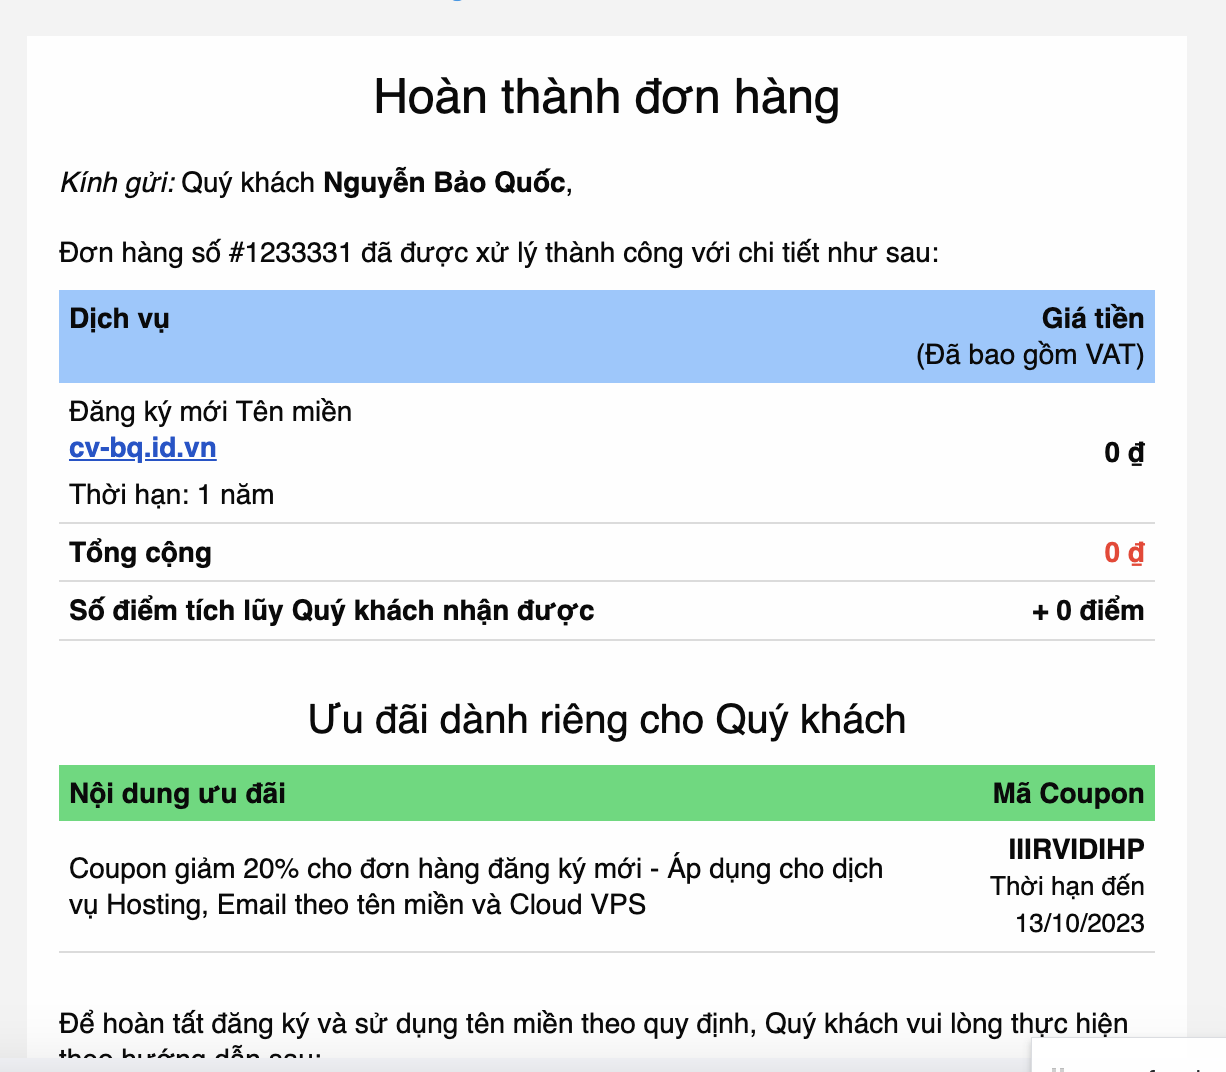 Hoàn thành đơn hàng
Kính gửi: Quý khách Nguyễn Bảo Quốc,
Đơn hàng số #1233331 đã được xử lý thành công với chi tiết như sau:
Dịch vụ
Giá tiền
(Đã bao gồm VAT)
Đăng ký mới Tên miền
cv-bq.id.vn
0 ₫
Thời hạn: 1 năm
Tổng cộng
0 ₫
Số điểm tích lũy Quý khách nhận được
+ 0 điểm
Ưu đãi dành riêng cho Quý khách
Nội dung ưu đãi
Mã Coupon
Coupon giảm 20% cho đơn hàng đăng ký mới - Áp dụng cho dịch
vụ Hosting, Email theo tên miền và Cloud VPS
IIIRVIDIHP
Thời hạn đến
13/10/2023
Để hoàn tất đăng ký và sử dụng tên miền theo quy định, Quý khách vui lòng thực hiện
theo hướng dẫn sau: